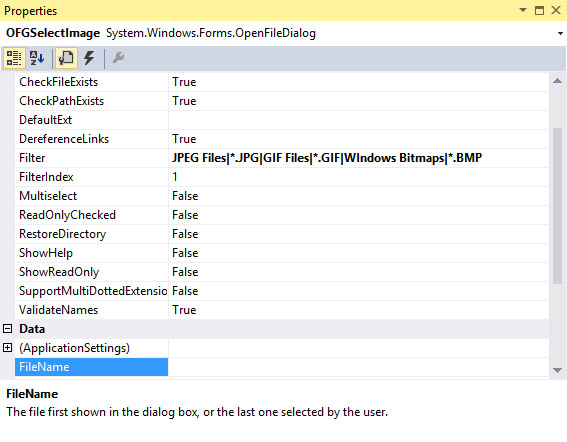 Properties
OFGSelectImage System.Windows.Forms.OpenFileDialog
CheckFileExists True
CheckPathExists True
DefaultExt
DereferenceLinks True
Filter JPEG Files|*.JPG|GIF Files|*.GIF|WIndows Bitmaps|*.BMP
FilterIndex 1
Multiselect False
ReadOnlyChecked False
RestoreDirectory False
ShowHelp False
ShowReadOnly False
SupportMultiDottedExtensio False
ValidateNames True
Data
(ApplicationSettings)
FileName
FileName
The file first shown in the dialog box, or the last one selected by the user.